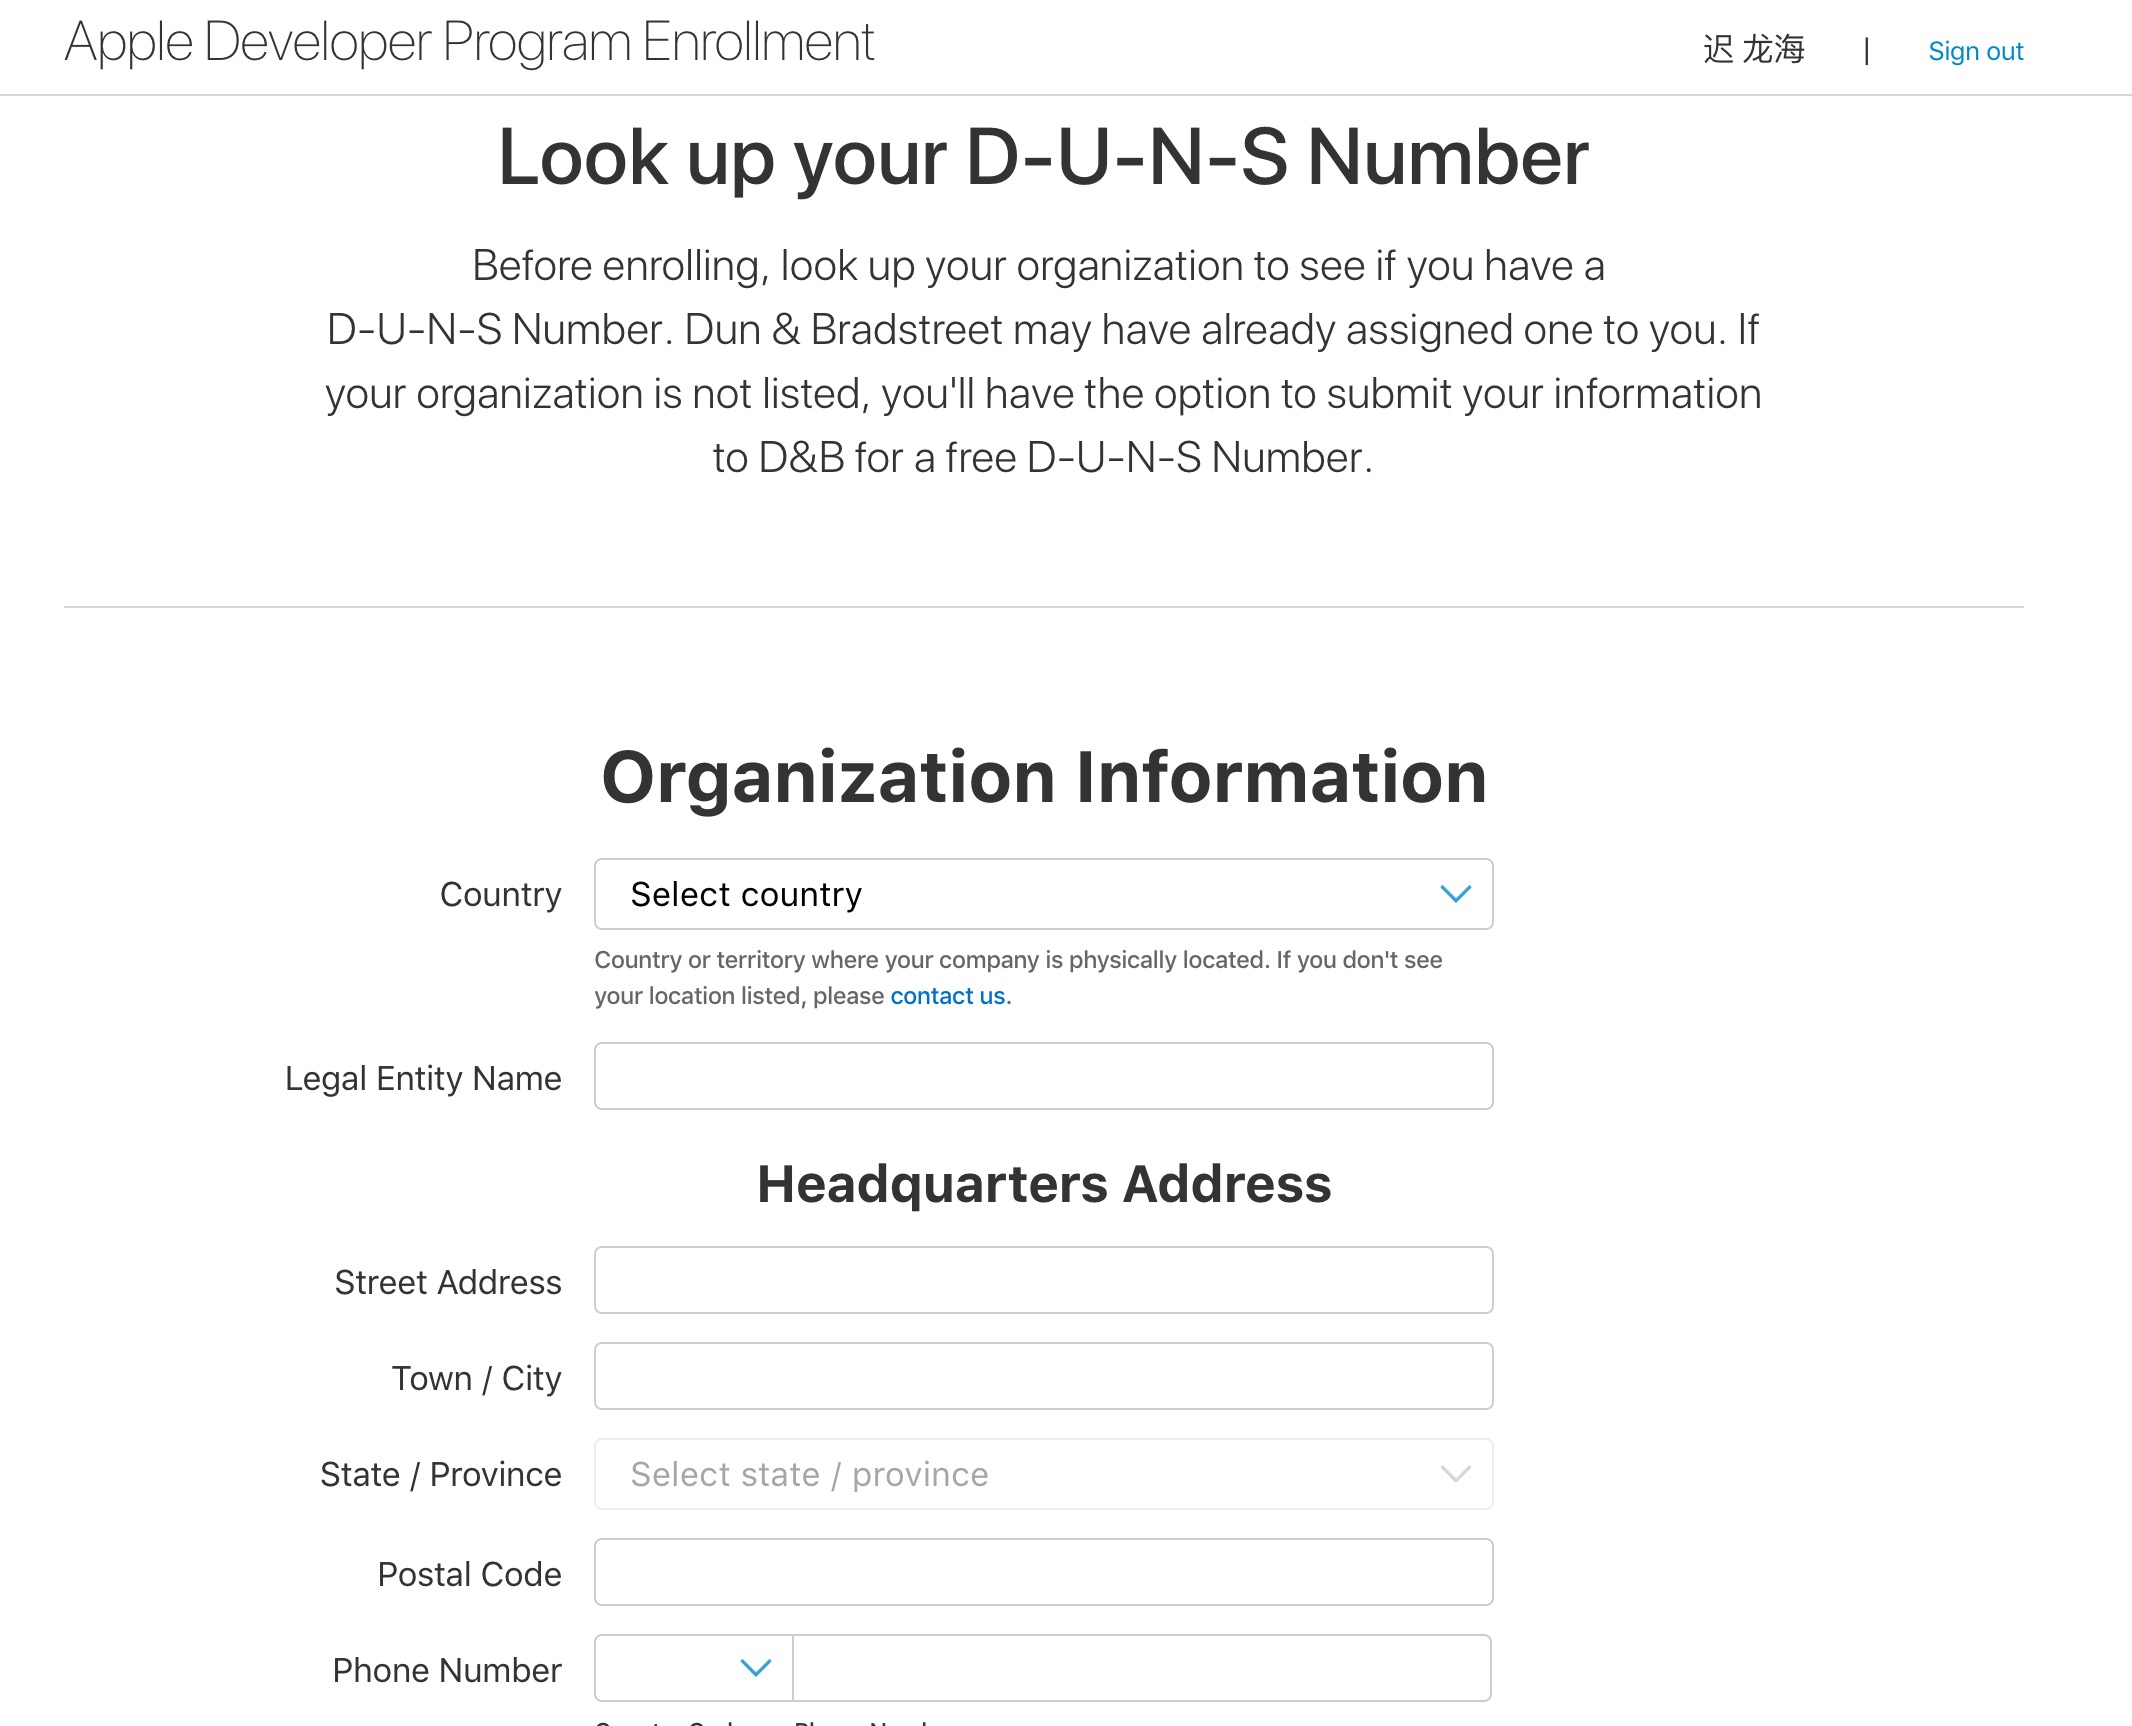 Apple Developer Program Enrollment
迟 龙海 | Sign out
Look up your D-U-N-S Number
Before enrolling, look up your organization to see if you have a
D-U-N-S Number. Dun & Bradstreet may have already assigned one to you. If
your organization is not listed, you'll have the option to submit your information
to D&B for a free D-U-N-S Number.
Organization Information
Country
Select country
Country or territory where your company is physically located. If you don't see
your location listed, please contact us.
Legal Entity Name
Headquarters Address
Street Address
Town / City
State / Province
Select state / province
Postal Code
Phone Number